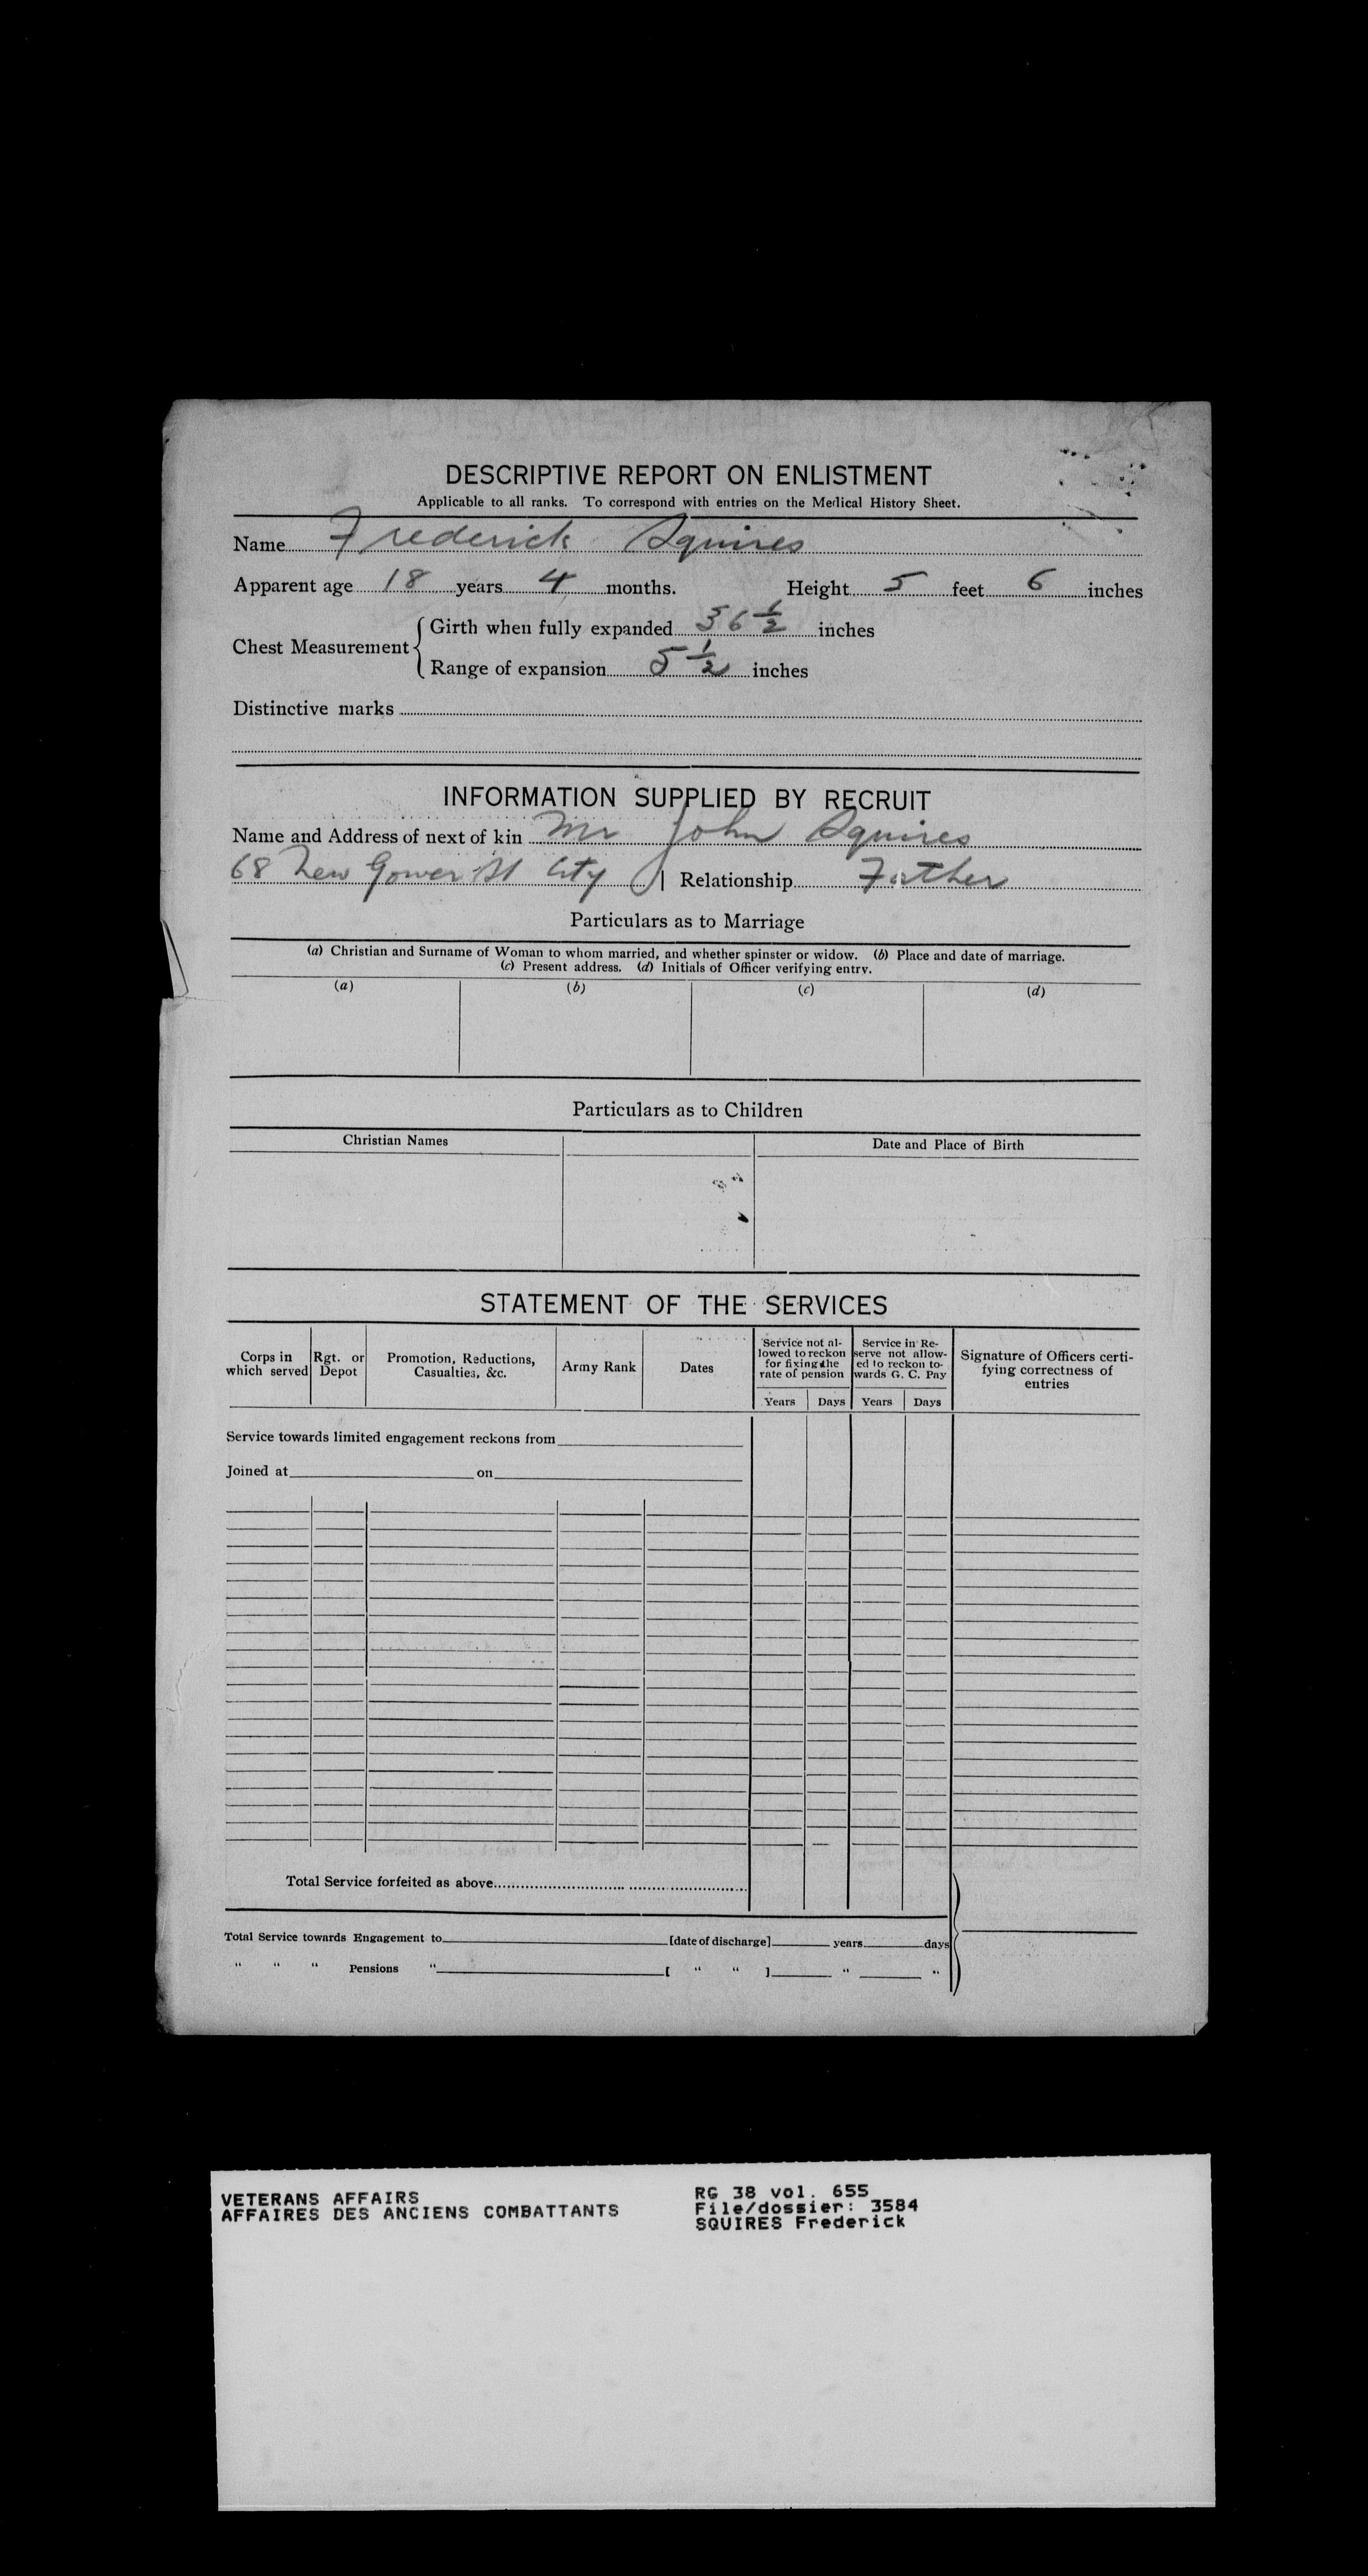 DESCRIPTIVE REPORT ON ENLISTMENT
Applicable to all ranks. To correspond with entries on the Medical History Sheet.
Name Frederick Squires
Apparent age 18 years 4 months. Height 5 feet 6 inches
Chest Measurement { Girth when fully expanded 36 1/2 inches
Range of expansion 5 1/2 inches
Distinctive marks
INFORMATION SUPPLIED BY RECRUIT
Name and Address of next of kin Mr John Squires
68 New Gower St City | Relationship Father
Particulars as to Marriage
(a) Christian and Surname of Woman to whom married, and whether spinster or widow. (b) Place and date of marriage.
(c) Present address. (d) Initials of Officer verifying entry.
(a) (b) (c) (d)
Particulars as to Children
Christian Names Date and Place of Birth
STATEMENT OF THE SERVICES
Corps in which served Rgt. or Depot Promotion, Reductions, Casualties, &c. Army Rank Dates Service not allowed to reckon for fixing the rate of pension Service in Reserve not allowed to reckon towards G. C. Pay Signature of Officers certifying correctness of entries
Years Days Years Days
Service towards limited engagement reckons from
Joined at on
Total Service forfeited as above
Total Service towards Engagement to [date of discharge] years days
" " " Pensions " [ " " ] " "
VETERANS AFFAIRS
AFFAIRES DES ANCIENS COMBATTANTS
RG 38 vol. 655
File/dossier: 3584
SQUIRES Frederick